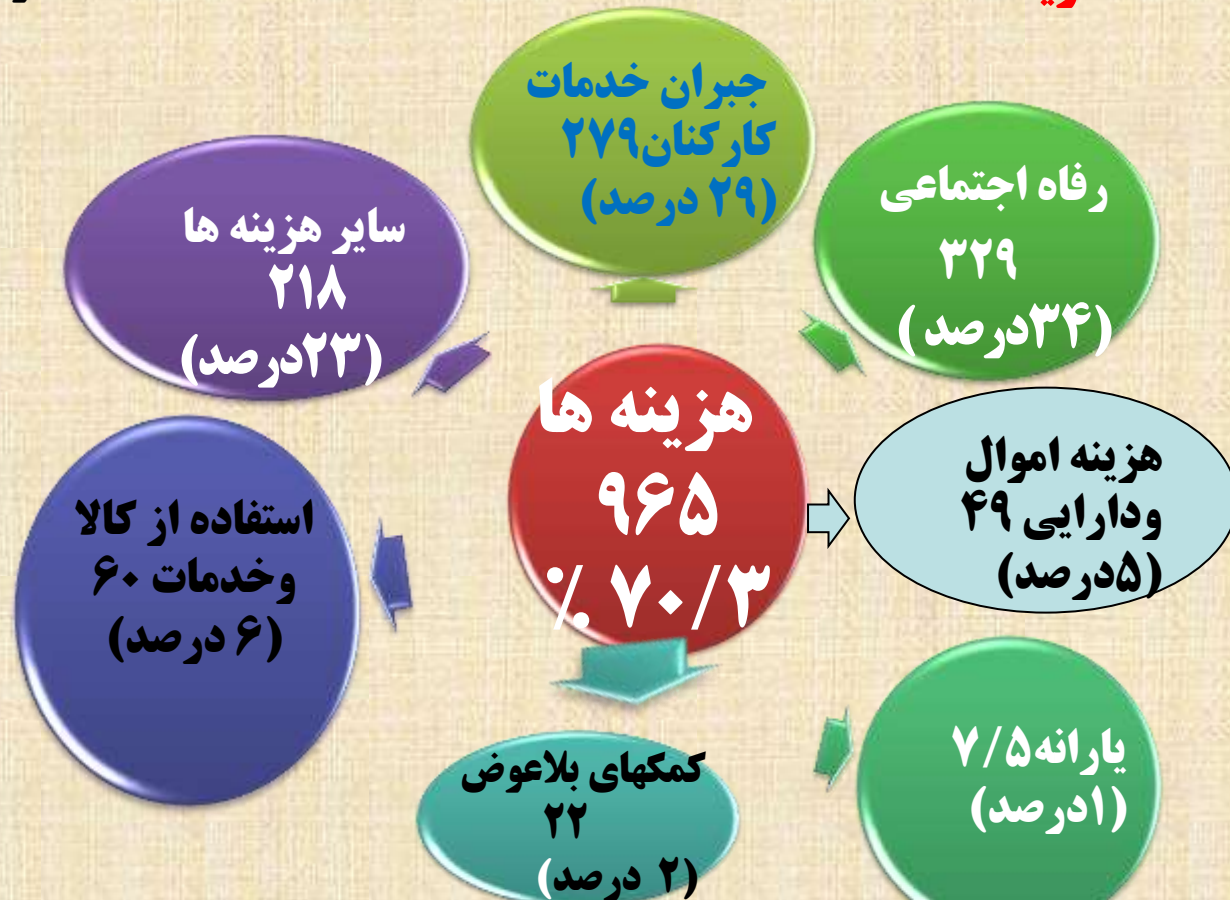 جبران خدمات
کارکنان۲۷۹
(۲۹ درصد)
رفاه اجتماعی
۳۲۹
(۳۴درصد )
سایر هزینه ها
۲۱۸
(۲۳درصد)
هزینه ها
۹۶۵
۷۰/۳ %
هزینه اموال
ودارایی ۴۹
(۵درصد)
استفاده از کالا
وخدمات ۶۰
(۶ درصد)
یارانه۷/۵
(۱درصد)
کمکهای بلاعوض
۲۲
(۲ درصد)